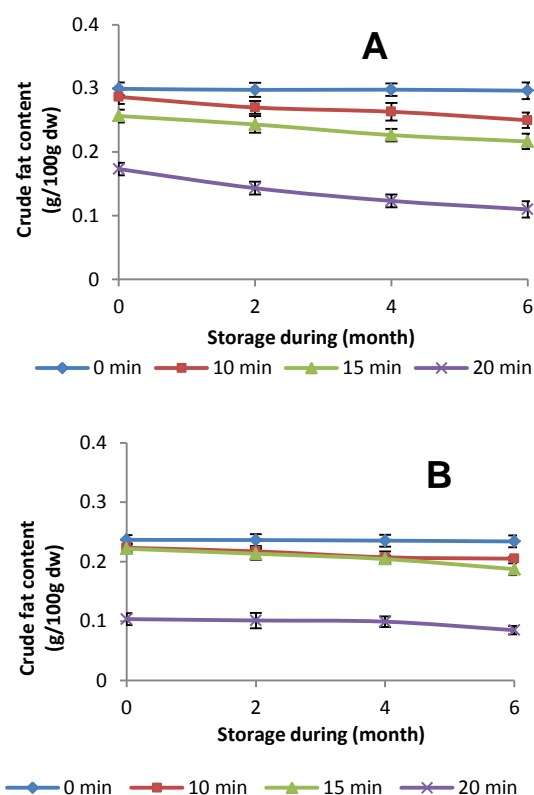 A
Crude fat content
(g/100g dw)
0.4
0.3
0.2
0.1
0
0 2 4 6
Storage during (month)
0 min 10 min 15 min 20 min
B
Crude fat content
(g/100g dw)
0.4
0.3
0.2
0.1
0
0 2 4 6
Storage during (month)
0 min 10 min 15 min 20 min